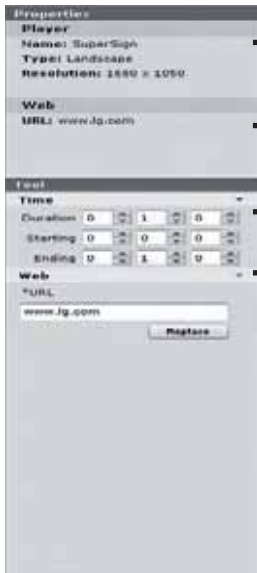 Properties
Player
Name: SuperSign
Type: Landscape
Resolution: 1680 x 1050
Web
URL: www.lg.com
Tool
Time
Duration 0 1 0
Starting 0 0 0
Ending 0 1 0
Web
*URL
www.lg.com
Replace